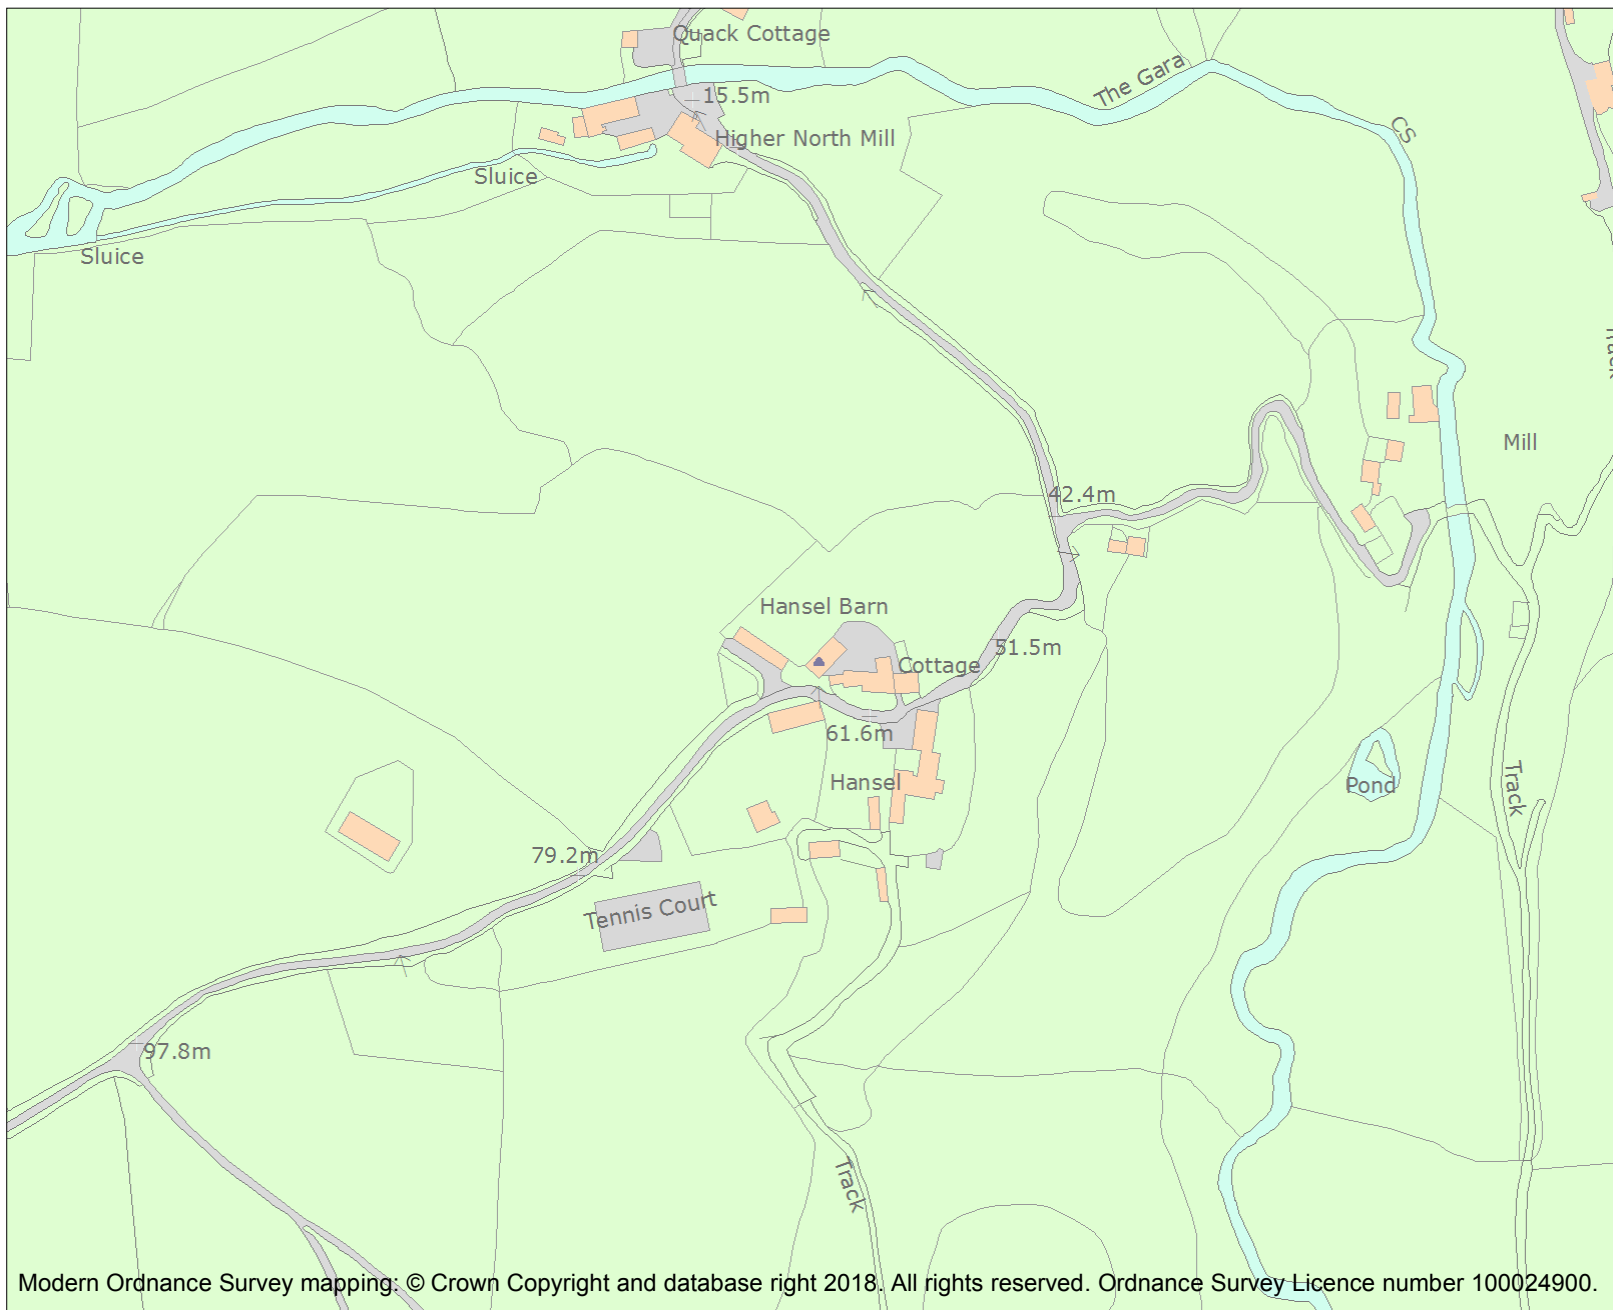 Quack Cottage
The Gara
15.5m
CS
Higher North Mill
Sluice
Sluice
Track
Mill
42.4m
Hansel Barn
51.5m
Cottage
61.6m
Hansel
Pond
Track
79.2m
Tennis Court
97.8m
Track
Modern Ordnance Survey mapping: © Crown Copyright and database right 2018. All rights reserved. Ordnance Survey Licence number 100024900.